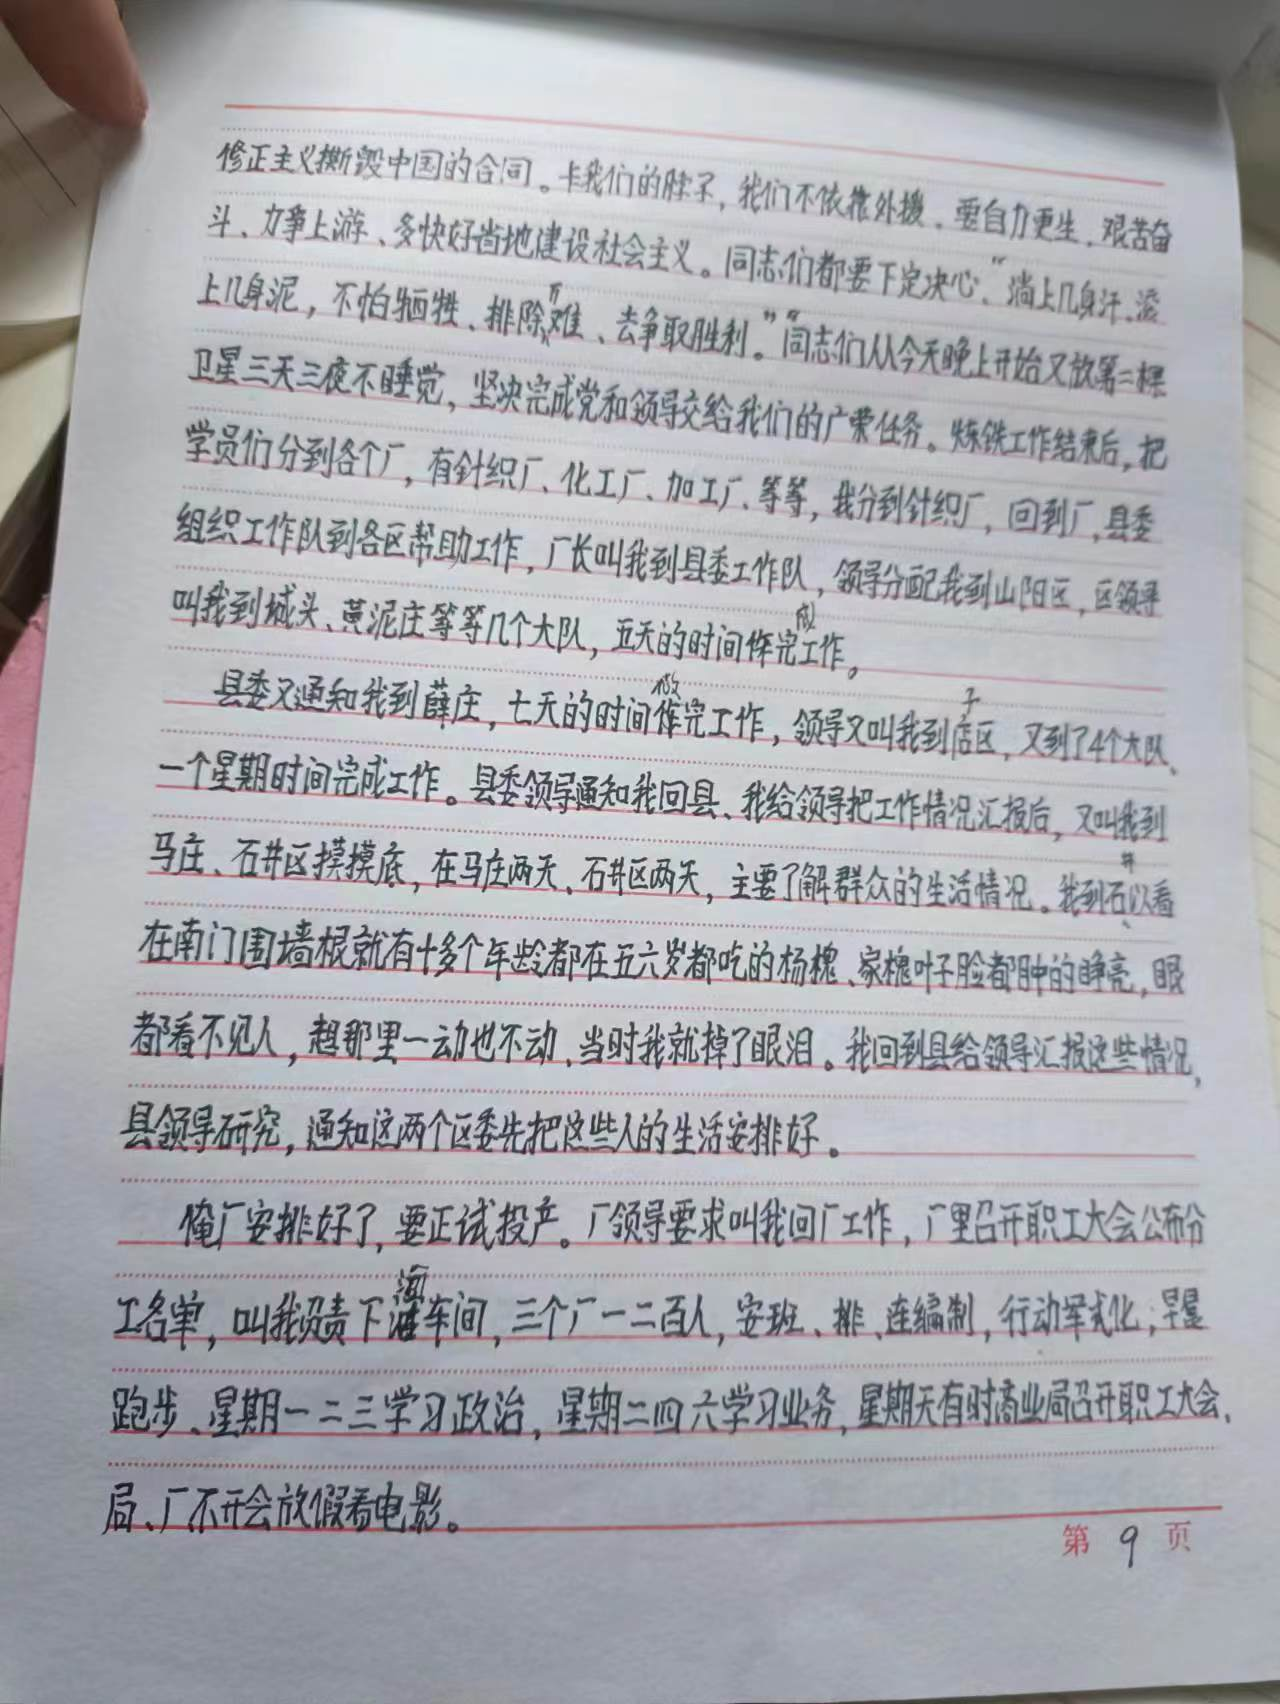 修正主义撕毁中国的合同。卡我们的脖子，我们不依靠外援、要自力更生、艰苦奋
斗、力争上游、多快好省地建设社会主义。同志们都要下定决心、“淌上几身汗、滚
上几身泥，不怕牺牲、排除万难、去争取胜利。”“同志们从今天晚上开始又放第二棵
卫星三天三夜不睡觉，坚决完成党和领导交给我们的广荣任务。炼铁工作结束后，把
学员们分到各个厂，有针织厂、化工厂、加工厂、等等，我分到针织厂，回到厂，县委
组织工作队到各区帮助工作，厂长叫我到县委工作队，领导分配我到山阳区，区领导
叫我到城头、黄泥庄等等几个大队，五天的时间完成工作。
县委又通知我到薛庄，七天的时间做完工作，领导又叫我到店子区，又到了4个大队、
一个星期时间完成工作。县委领导通知我回县、我给领导把工作情况汇报后，又叫我到
马庄、石井区摸摸底，在马庄两天、石井区两天，主要了解群众的生活情况。我到石井以看
在南门围墙根就有十多个年龄都在五六岁都吃的杨槐、家槐叶子脸都肿的睁亮，眼
都看不见人，趄那里一动也不动、当时我就掉了眼泪。我回到县给领导汇报这些情况，
县领导研究，通知这两个区委先把这些人的生活安排好。
俺厂安排好了，要正试投产。厂领导要求叫我回厂工作，厂里召开职工大会公布分
工名单，叫我负责下海车间，三个厂一二百人，安班、排、连编制，行动军式化；早晨
跑步、星期一二三学习政治，星期二四六学习业务，星期天有时商业局召开职工大会、
局、厂不开会放假看电影。
第9页